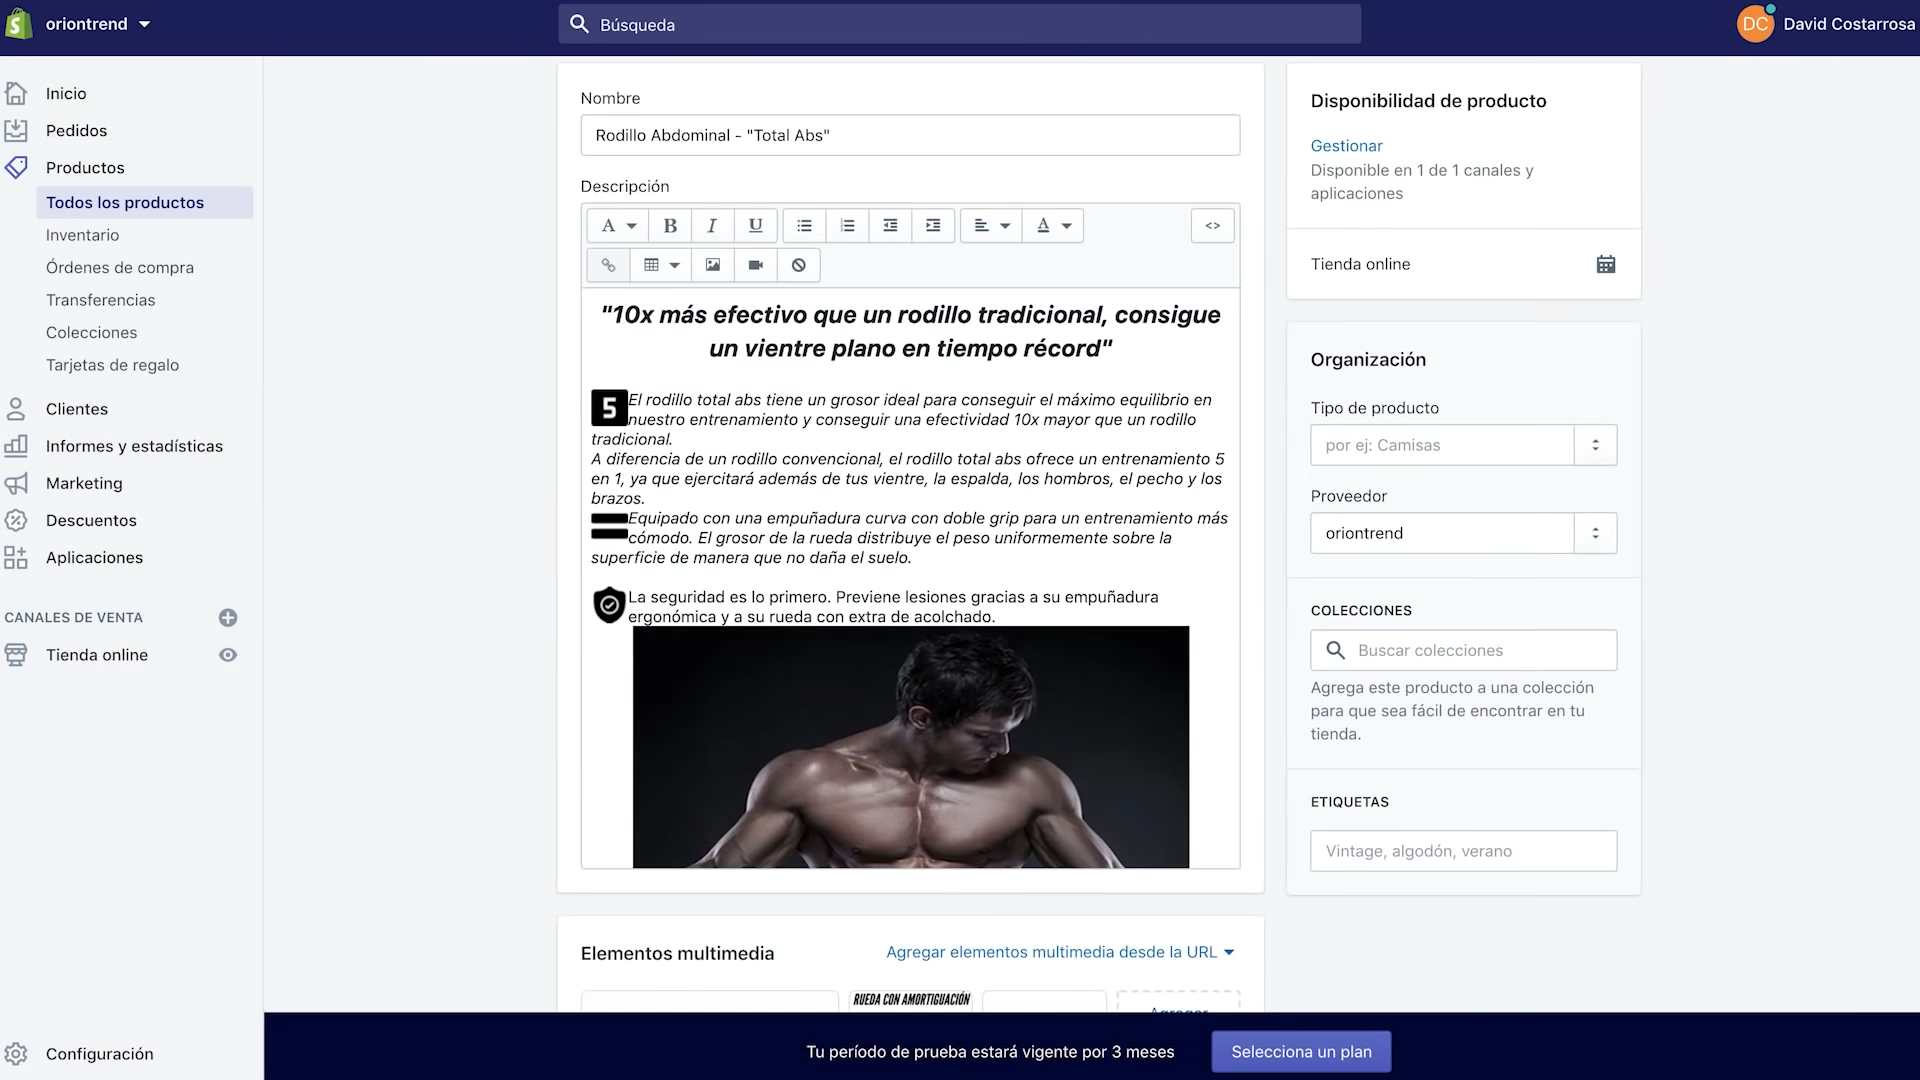 oriontrend
Búsqueda
DC
David Costarrosa
Inicio
Pedidos
Productos
Todos los productos
Inventario
Órdenes de compra
Transferencias
Colecciones
Tarjetas de regalo
Clientes
Informes y estadísticas
Marketing
Descuentos
Aplicaciones
CANALES DE VENTA
Tienda online
Configuración
Nombre
Rodillo Abdominal - "Total Abs"
Descripción
A
B
I
U
A
<>
"10x más efectivo que un rodillo tradicional, consigue
un vientre plano en tiempo récord"
5
El rodillo total abs tiene un grosor ideal para conseguir el máximo equilibrio en
nuestro entrenamiento y conseguir una efectividad 10x mayor que un rodillo
tradicional.
A diferencia de un rodillo convencional, el rodillo total abs ofrece un entrenamiento 5
en 1, ya que ejercitará además de tus vientre, la espalda, los hombros, el pecho y los
brazos.
Equipado con una empuñadura curva con doble grip para un entrenamiento más
cómodo. El grosor de la rueda distribuye el peso uniformemente sobre la
superficie de manera que no daña el suelo.
La seguridad es lo primero. Previene lesiones gracias a su empuñadura
ergonómica y a su rueda con extra de acolchado.
Elementos multimedia
Agregar elementos multimedia desde la URL
RUEDA CON AMORTIGUACIÓN
Agregar
Disponibilidad de producto
Gestionar
Disponible en 1 de 1 canales y
aplicaciones
Tienda online
Organización
Tipo de producto
por ej: Camisas
Proveedor
oriontrend
COLECCIONES
Buscar colecciones
Agrega este producto a una colección
para que sea fácil de encontrar en tu
tienda.
ETIQUETAS
Vintage, algodón, verano
Tu período de prueba estará vigente por 3 meses
Selecciona un plan